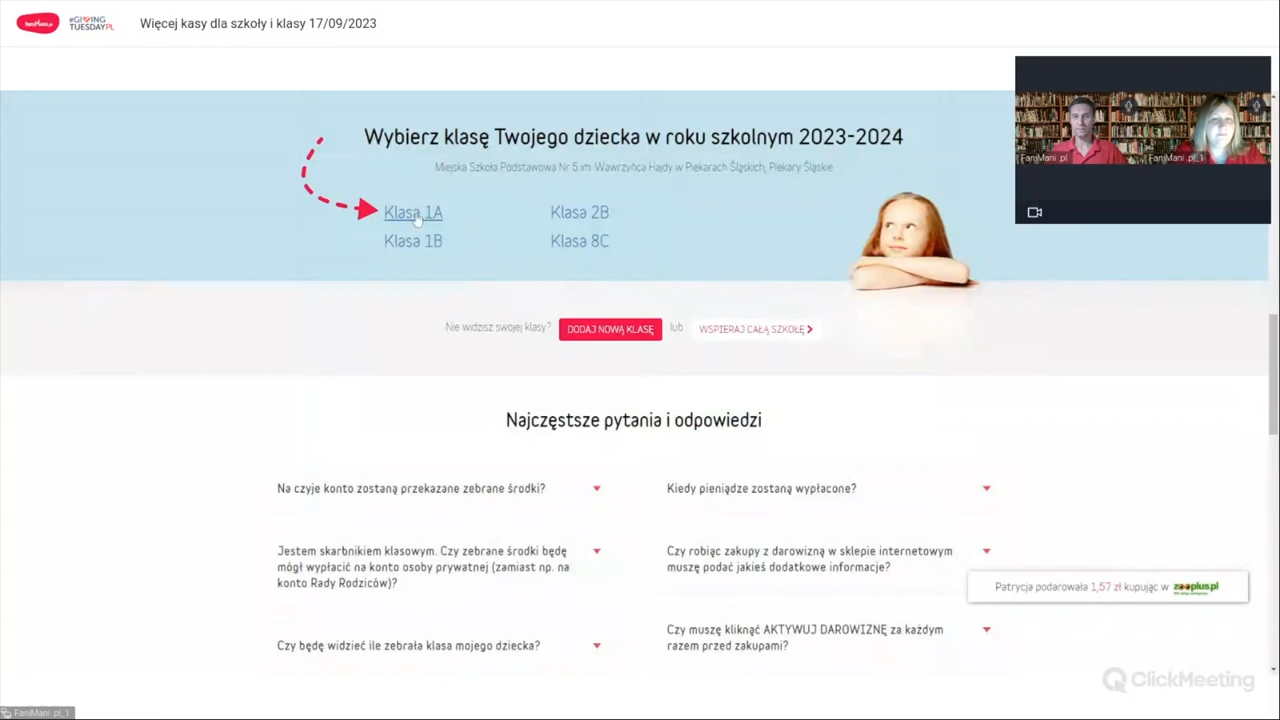 FaniMani.pl
#GIVING
TUESDAYPL
Więcej kasy dla szkoły i klasy 17/09/2023
Wybierz klasę Twojego dziecka w roku szkolnym 2023-2024
Miejska Szkoła Podstawowa Nr 5 im. Wawrzyńca Hajdy w Piekarach Śląskich, Piekary Śląskie
Klasa 1A
Klasa 2B
Klasa 1B
Klasa 8C
FaniMani .pl
FaniMani .pl_1
Nie widzisz swojej klasy?
DODAJ NOWĄ KLASĘ
lub
WSPIERAJ CAŁĄ SZKOŁĘ
Najczęstsze pytania i odpowiedzi
Na czyje konto zostaną przekazane zebrane środki?
Kiedy pieniądze zostaną wypłacone?
Jestem skarbnikiem klasowym. Czy zebrane środki będę
mógł wypłacić na konto osoby prywatnej (zamiast np. na
konto Rady Rodziców)?
Czy robiąc zakupy z darowizną w sklepie internetowym
muszę podać jakieś dodatkowe informacje?
Patrycja podarowała 1,57 zł kupując w zooplus.pl
Czy będę widzieć ile zebrała klasa mojego dziecka?
Czy muszę kliknąć AKTYWUJ DAROWIZNĘ za każdym
razem przed zakupami?
ClickMeeting
FaniMani .pl_1